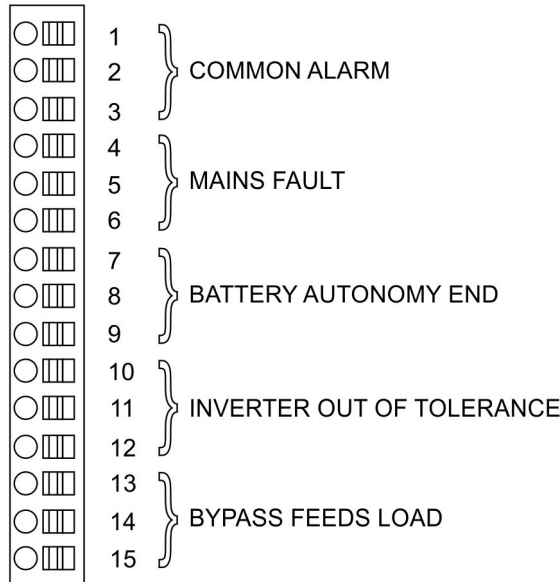 1
2 COMMON ALARM
3
4
5 MAINS FAULT
6
7
8 BATTERY AUTONOMY END
9
10
11 INVERTER OUT OF TOLERANCE
12
13
14 BYPASS FEEDS LOAD
15